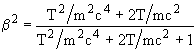 β² = T²/m²c⁴ + 2T/mc²
T²/m²c⁴ + 2T/mc² + 1